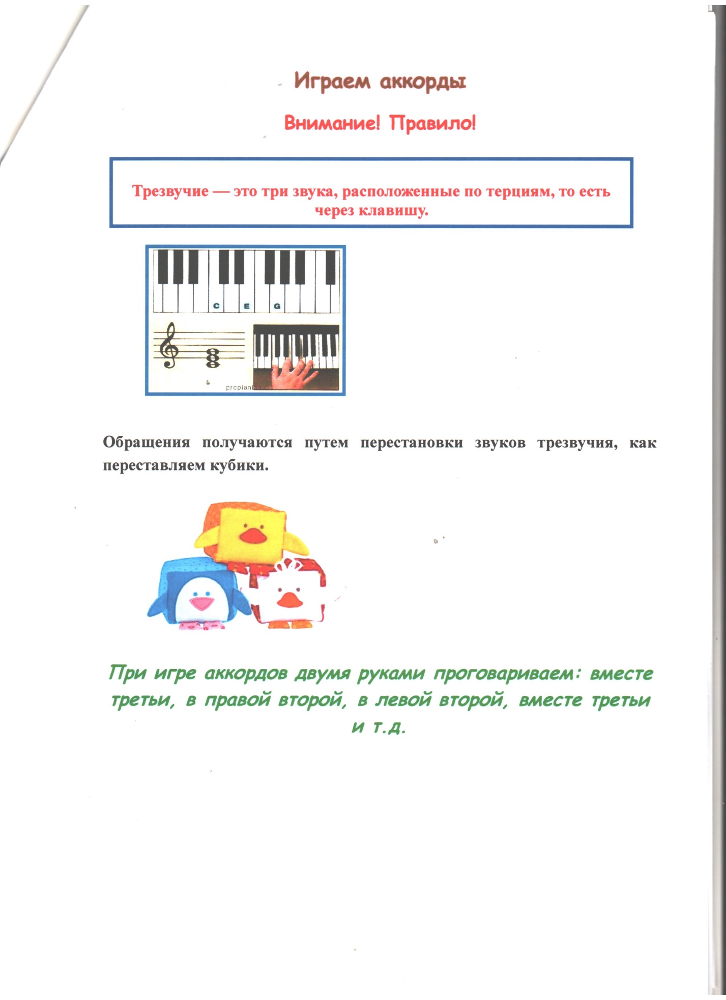 Играем аккорды
Внимание! Правило!
Трезвучие — это три звука, расположенные по терциям, то есть
через клавишу.
C E G
Обращения получаются путем перестановки звуков трезвучия, как
переставляем кубики.
При игре аккордов двумя руками проговариваем: вместе
третьи, в правой второй, в левой второй, вместе третьи
и т.д.